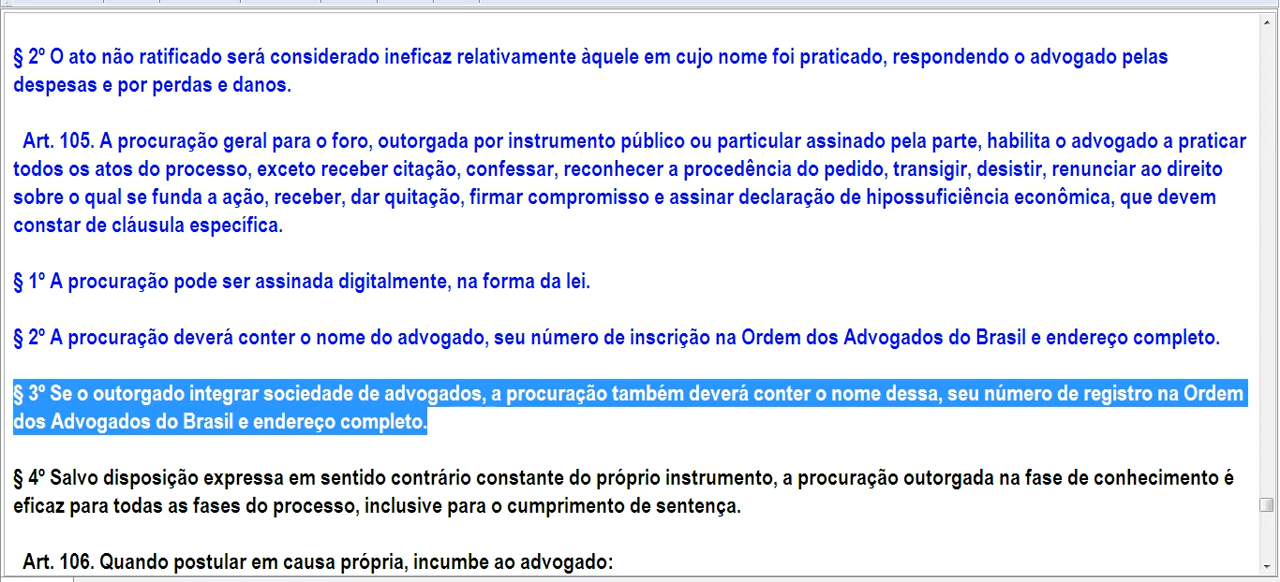 § 2º O ato não ratificado será considerado ineficaz relativamente àquele em cujo nome foi praticado, respondendo o advogado pelas
despesas e por perdas e danos.
Art. 105. A procuração geral para o foro, outorgada por instrumento público ou particular assinado pela parte, habilita o advogado a praticar
todos os atos do processo, exceto receber citação, confessar, reconhecer a procedência do pedido, transigir, desistir, renunciar ao direito
sobre o qual se funda a ação, receber, dar quitação, firmar compromisso e assinar declaração de hipossuficiência econômica, que devem
constar de cláusula específica.
§ 1º A procuração pode ser assinada digitalmente, na forma da lei.
§ 2º A procuração deverá conter o nome do advogado, seu número de inscrição na Ordem dos Advogados do Brasil e endereço completo.
§ 3º Se o outorgado integrar sociedade de advogados, a procuração também deverá conter o nome dessa, seu número de registro na Ordem
dos Advogados do Brasil e endereço completo.
§ 4º Salvo disposição expressa em sentido contrário constante do próprio instrumento, a procuração outorgada na fase de conhecimento é
eficaz para todas as fases do processo, inclusive para o cumprimento de sentença.
Art. 106. Quando postular em causa própria, incumbe ao advogado: